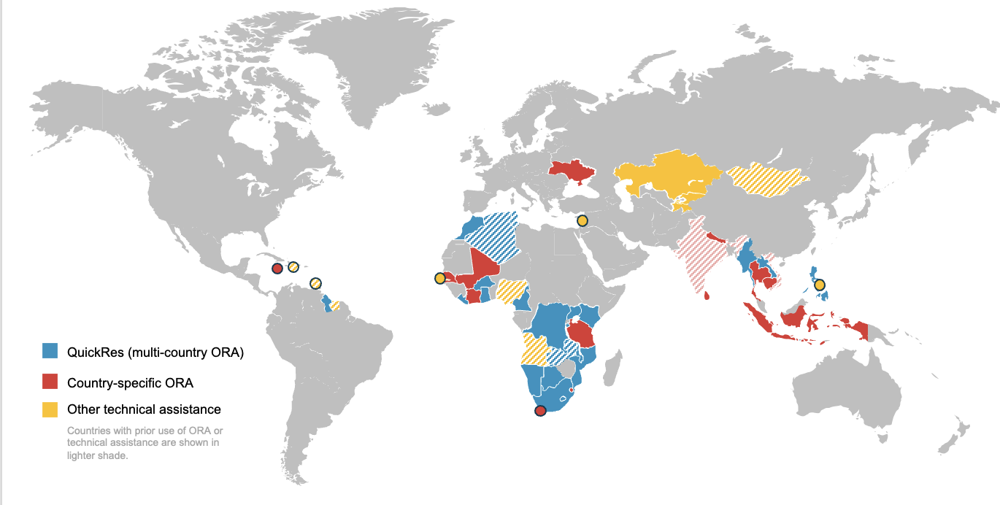 QuickRes (multi-country ORA)
Country-specific ORA
Other technical assistance
Countries with prior use of ORA or
technical assistance are shown in
lighter shade.